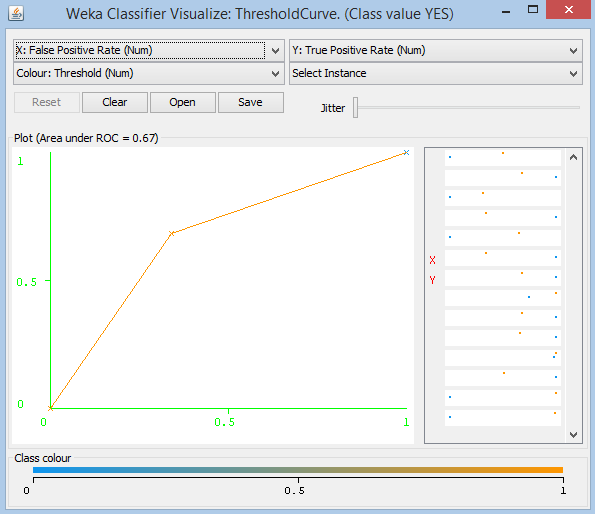 Weka Classifier Visualize: ThresholdCurve. (Class value YES)
X: False Positive Rate (Num) Y: True Positive Rate (Num)
Colour: Threshold (Num) Select Instance
Reset Clear Open Save Jitter
Plot (Area under ROC = 0.67)
1
0.5
0
0 0.5 1
X
Y
Class colour
0 0.5 1